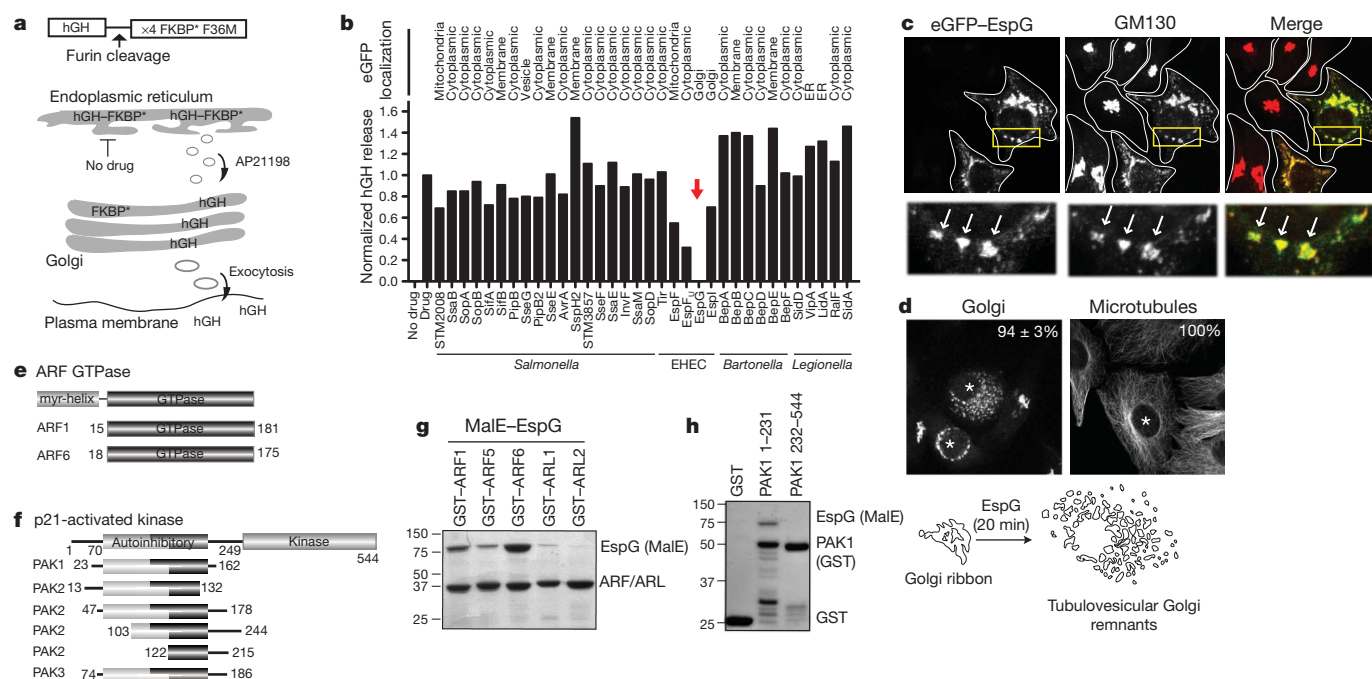 a
hGH
×4 FKBP* F36M
Furin cleavage
Endoplasmic reticulum
hGH–FKBP*
hGH–FKBP*
No drug
AP21198
FKBP*
hGH
hGH
hGH
Golgi
Exocytosis
Plasma membrane
hGH
hGH
b
eGFP
localization
Mitochondria
Cytoplasmic
Cytoplasmic
Cytoplasmic
Cytoplasmic
Membrane
Cytoplasmic
Vesicle
Cytoplasmic
Membrane
Cytoplasmic
Membrane
Cytoplasmic
Cytoplasmic
Cytoplasmic
Cytoplasmic
Cytoplasmic
Cytoplasmic
Membrane
Mitochondria
Cytoplasmic
Golgi
Golgi
Cytoplasmic
Membrane
Cytoplasmic
Cytoplasmic
Membrane
Cytoplasmic
Cytoplasmic
ER
ER
Cytoplasmic
Cytoplasmic
Normalized hGH release
1.6
1.4
1.2
1.0
0.8
0.6
0.4
0.2
0.0
No drug
Drug
STM2008
SsaB
SopA
SopB
SifA
SifB
PipB
SseG
PipB2
SseE
AvrA
SspH2
STM3857
SseF
SsaE
InvF
SsaM
SopD
Tir
EspF
EspFU
EspG
EspI
BepA
BepB
BepC
BepD
BepE
BepF
SidD
VipA
LidA
RalF
SidA
Salmonella
EHEC
Bartonella
Legionella
c
eGFP–EspG
GM130
Merge
d
Golgi
Microtubules
94 ± 3%
100%
*
*
*
EspG
(20 min)
Golgi ribbon
Tubulovesicular Golgi
remnants
e ARF GTPase
myr-helix
GTPase
ARF1 15 GTPase 181
ARF6 18 GTPase 175
f p21-activated kinase
Autoinhibitory
Kinase
1 70 249 544
PAK1 23 162
PAK2 13 132
PAK2 47 178
PAK2 103 244
PAK2 122 215
PAK3 74 186
g
MalE–EspG
GST–ARF1
GST–ARF5
GST–ARF6
GST–ARL1
GST–ARL2
150
75
50
37
25
EspG (MalE)
ARF/ARL
h
GST
PAK1 1–231
PAK1 232–544
150
75
50
37
25
EspG (MalE)
PAK1
(GST)
GST